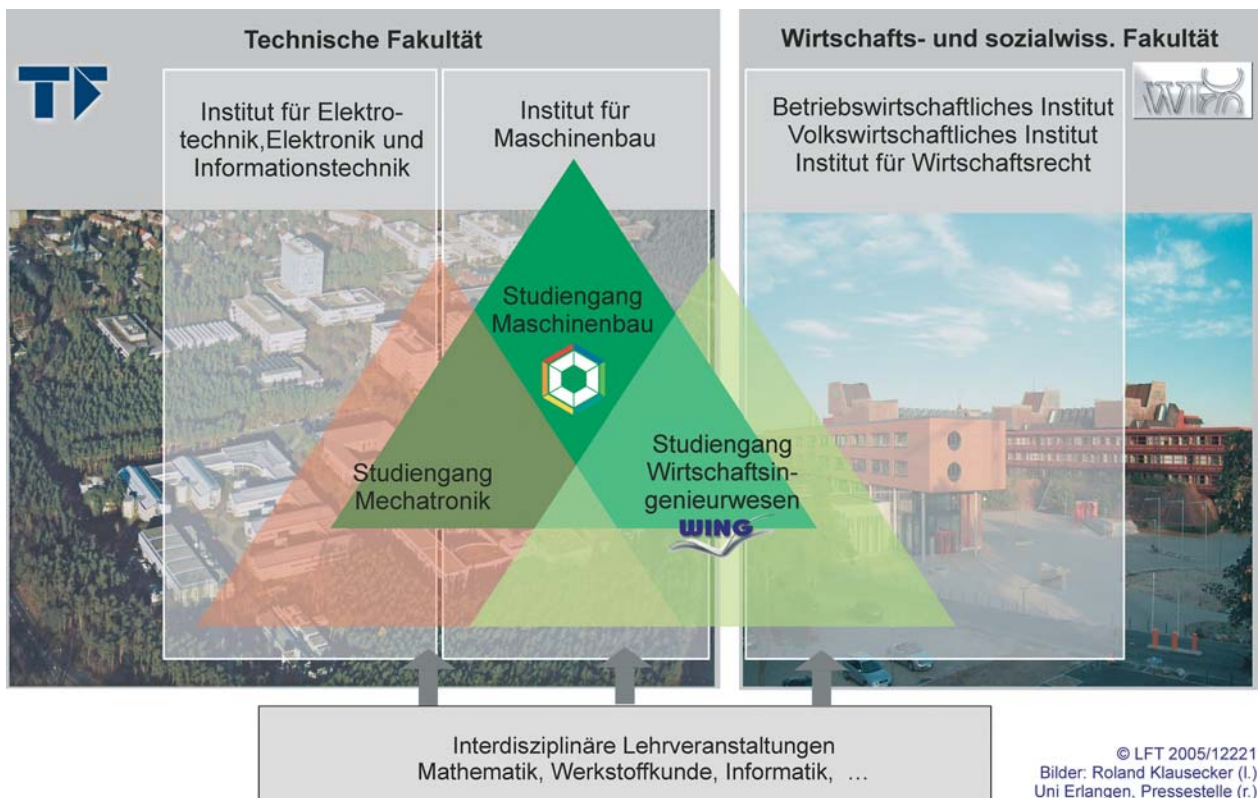 Technische Fakultät
TF
Institut für Elektro-
technik,Elektronik und
Informationstechnik
Institut für
Maschinenbau
Wirtschafts- und sozialwiss. Fakultät
WiSo
Betriebswirtschaftliches Institut
Volkswirtschaftliches Institut
Institut für Wirtschaftsrecht
Studiengang
Maschinenbau
Studiengang
Mechatronik
Studiengang
Wirtschaftsin-
genieurwesen
WING
Interdisziplinäre Lehrveranstaltungen
Mathematik, Werkstoffkunde, Informatik, ...
© LFT 2005/12221
Bilder: Roland Klausecker (l.)
Uni Erlangen, Pressestelle (r.)